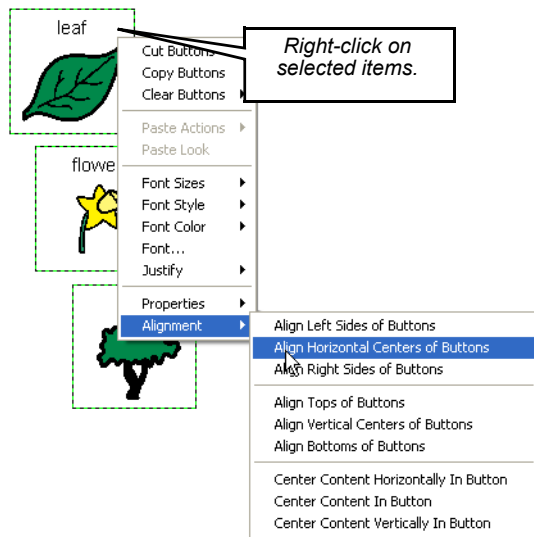 leaf
Right-click on
selected items.
Cut Buttons
Copy Buttons
Clear Buttons
Paste Actions
Paste Look
flowe
Font Sizes
Font Style
Font Color
Font...
Justify
Properties
Alignment
Align Left Sides of Buttons
Align Horizontal Centers of Buttons
Align Right Sides of Buttons
Align Tops of Buttons
Align Vertical Centers of Buttons
Align Bottoms of Buttons
Center Content Horizontally In Button
Center Content In Button
Center Content Vertically In Button